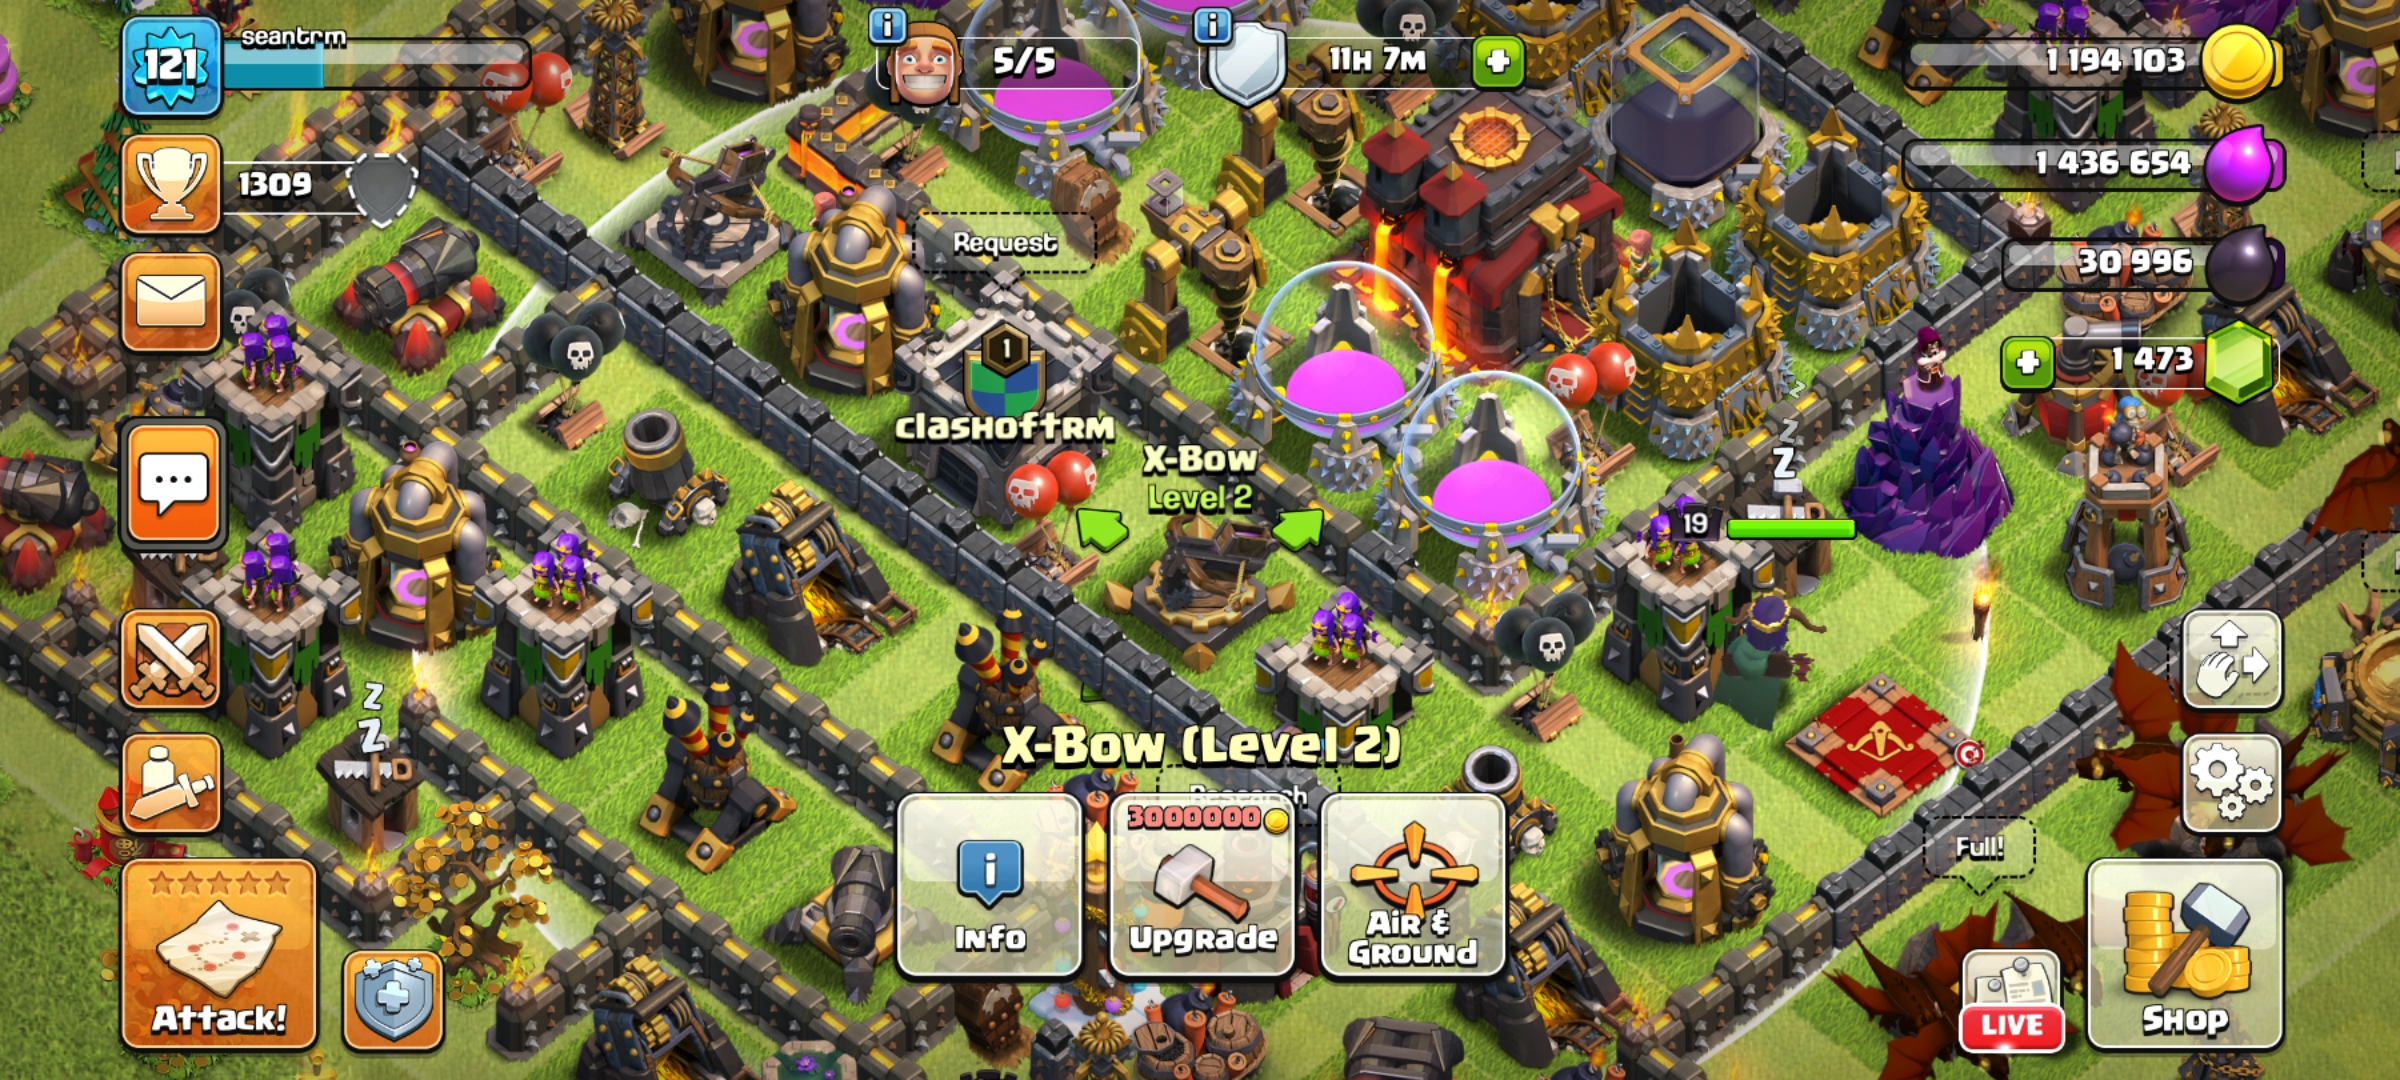 121
seantrm
5/5
11H 7M
1 194 103
1309
1 436 654
Request
30 996
1
1 473
clashoftrm
X-Bow
Level 2
Z
Z
Z
19
Z
Z
X-Bow (Level 2)
Research
3000000
Info
Upgrade
Air &
Ground
Full!
Attack!
LIVE
Shop